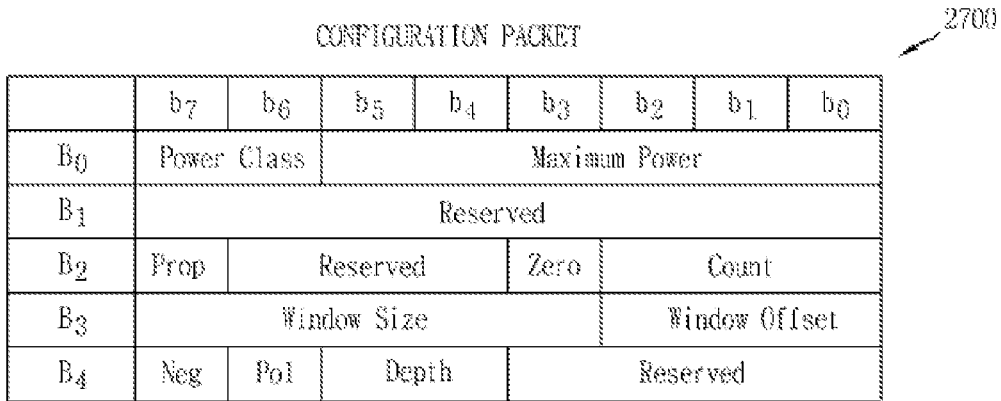 2700
CONFIGURATION PACKET
b7 b6 b5 b4 b3 b2 b1 b0
B0 Power Class Maximum Power
B1 Reserved
B2 Prop Reserved Zero Count
B3 Window Size Window Offset
B4 Neg Pol Depth Reserved